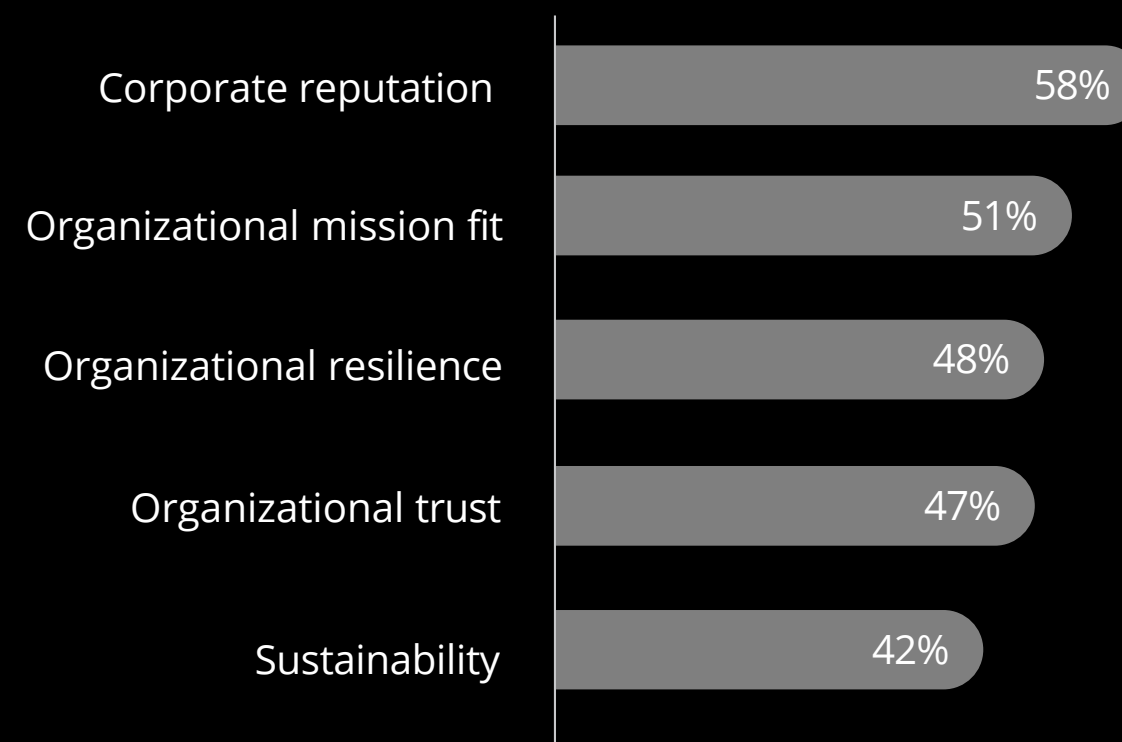 Corporate reputation 58%
Organizational mission fit 51%
Organizational resilience 48%
Organizational trust 47%
Sustainability 42%